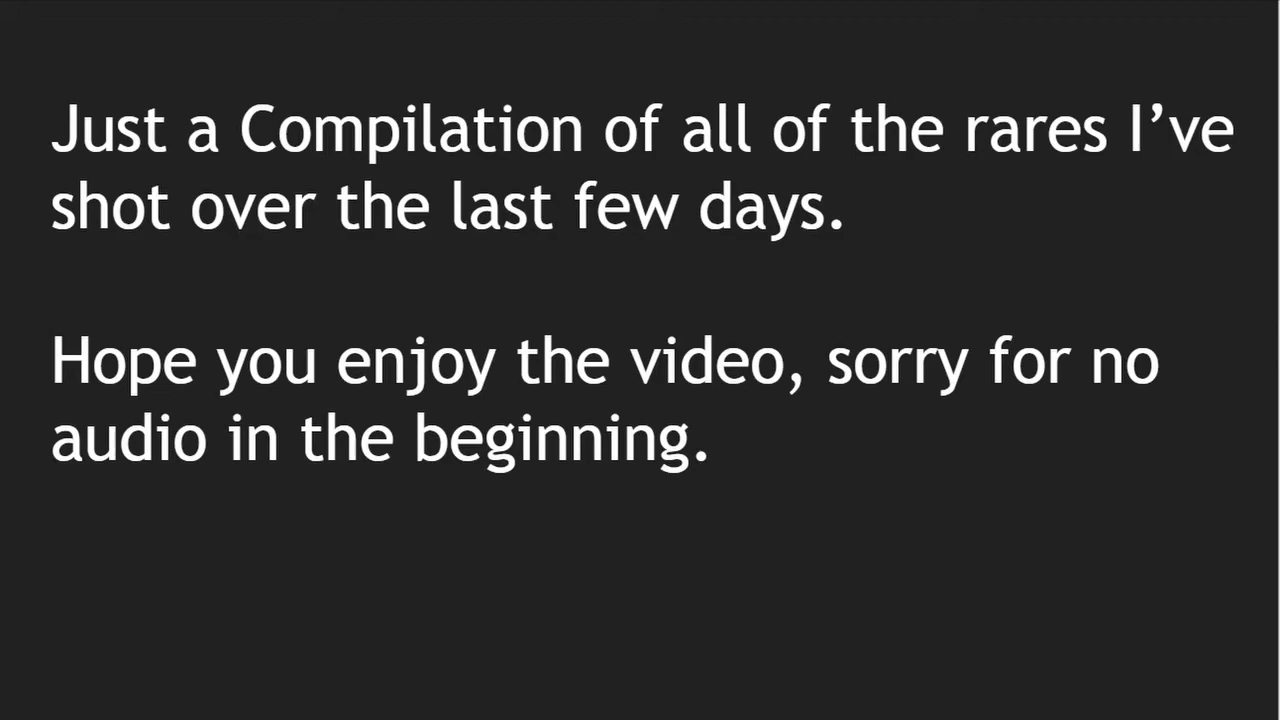 Just a Compilation of all of the rares I’ve
shot over the last few days.
Hope you enjoy the video, sorry for no
audio in the beginning.